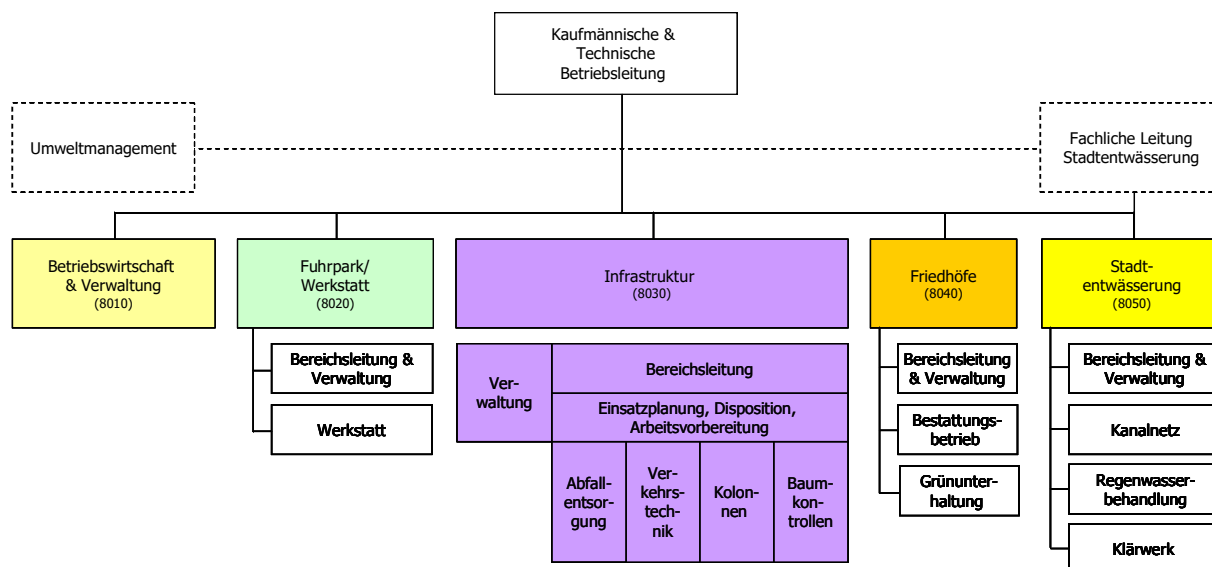 Kaufmännische &
Technische
Betriebsleitung
Umweltmanagement
Fachliche Leitung
Stadtentwässerung
Betriebswirtschaft
& Verwaltung
(8010)
Fuhrpark/
Werkstatt
(8020)
Infrastruktur
(8030)
Friedhöfe
(8040)
Stadt-
entwässerung
(8050)
Bereichsleitung &
Verwaltung
Werkstatt
Ver-
waltung
Bereichsleitung
Einsatzplanung, Disposition,
Arbeitsvorbereitung
Abfall-
entsor-
gung
Ver-
kehrs-
tech-
nik
Kolon-
nen
Baum-
kon-
trollen
Bereichsleitung
& Verwaltung
Bestattungs-
betrieb
Grünunter-
haltung
Bereichsleitung &
Verwaltung
Kanalnetz
Regenwasser-
behandlung
Klärwerk